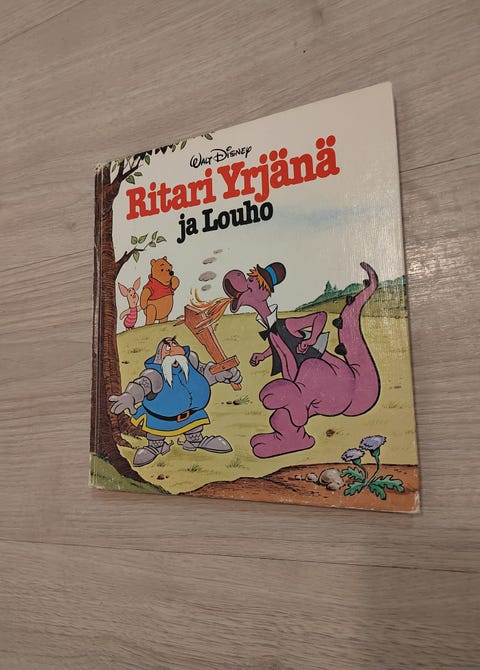 Walt Disney
Ritari Yrjänä
ja Louho